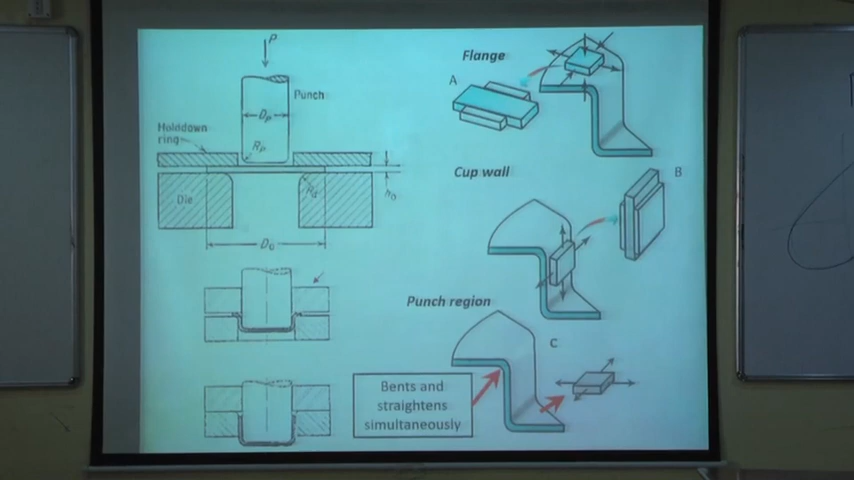 P
Punch
Dp
Holddown
ring
Rp
Die
Rd
h0
D0
Flange
A
Cup wall
B
Punch region
C
Bents and
straightens
simultaneously